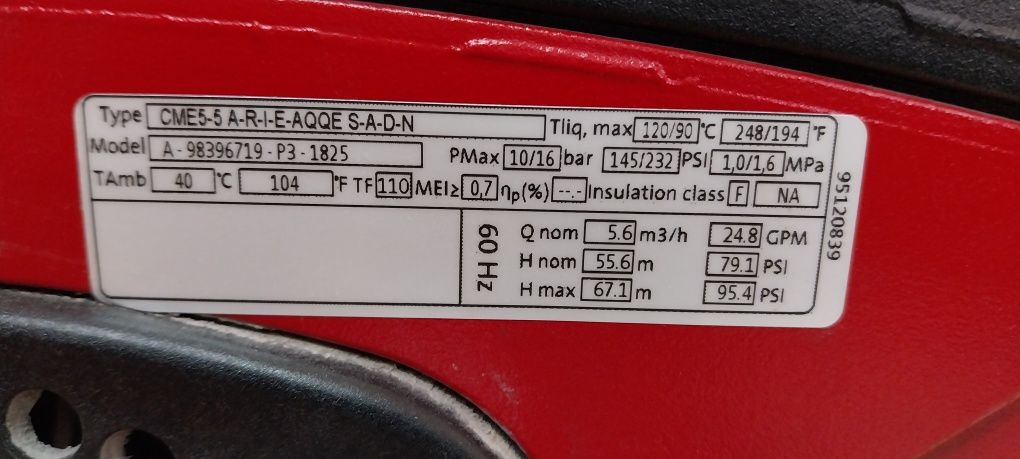 Type CME5-5 A-R-I-E-AQQE S-A-D-N Tliq, max 120/90 °C 248/194 °F
Model A - 98396719 - P3 - 1825 PMax 10/16 bar 145/232 PSI 1,0/1,6 MPa
TAmb 40 °C 104 °F TF 110 MEI≥ 0,7 ηp(%) --.- Insulation class F NA
60 Hz
Q nom 5.6 m3/h 24.8 GPM
H nom 55.6 m 79.1 PSI
H max 67.1 m 95.4 PSI
95120839